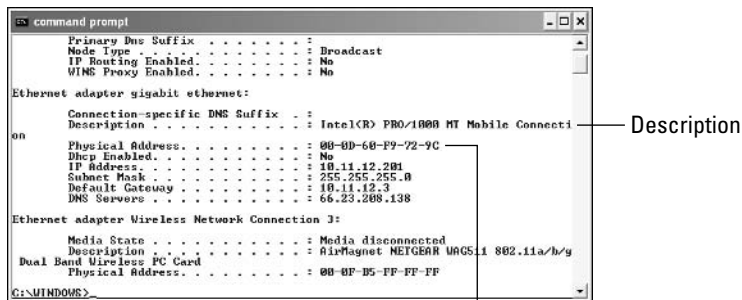 command prompt
Primary Dns Suffix . . . . . . . :
Node Type . . . . . . . . . . . . : Broadcast
IP Routing Enabled. . . . . . . . : No
WINS Proxy Enabled. . . . . . . . : No
Ethernet adapter gigabit ethernet:
Connection-specific DNS Suffix . :
Description . . . . . . . . . . . : Intel(R) PRO/1000 MT Mobile Connecti
on
Physical Address. . . . . . . . . : 00-0D-60-F9-72-9C
Dhcp Enabled. . . . . . . . . . . : No
IP Address. . . . . . . . . . . . : 10.11.12.201
Subnet Mask . . . . . . . . . . . : 255.255.255.0
Default Gateway . . . . . . . . . : 10.11.12.3
DNS Servers . . . . . . . . . . . : 66.23.208.138
Ethernet adapter Wireless Network Connection 3:
Media State . . . . . . . . . . . : Media disconnected
Description . . . . . . . . . . . : AirMagnet NETGEAR WAG511 802.11a/b/g
Dual Band Wireless PC Card
Physical Address. . . . . . . . . : 00-0F-B5-FF-FF-FF
C:\WINDOWS>_
Description